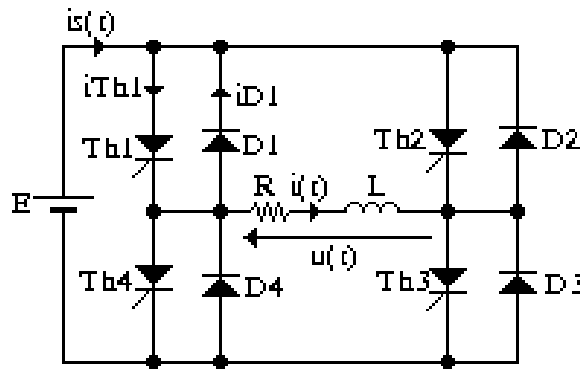 is(t)
iTh1
iD1
Th1
D1
Th2
D2
R
i(t)
L
E
u(t)
Th4
D4
Th3
D3